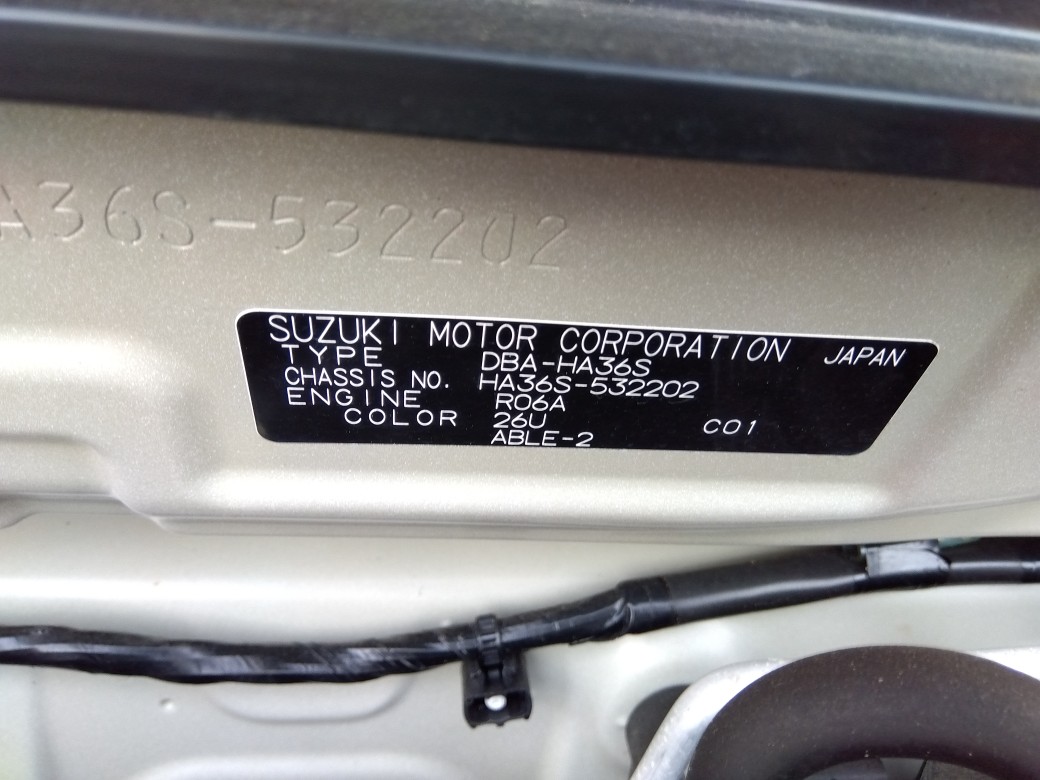 A36S-532202
SUZUKI MOTOR CORPORATION JAPAN
TYPE DBA-HA36S
CHASSIS NO. HA36S-532202
ENGINE R06A
COLOR 26U C01
ABLE-2